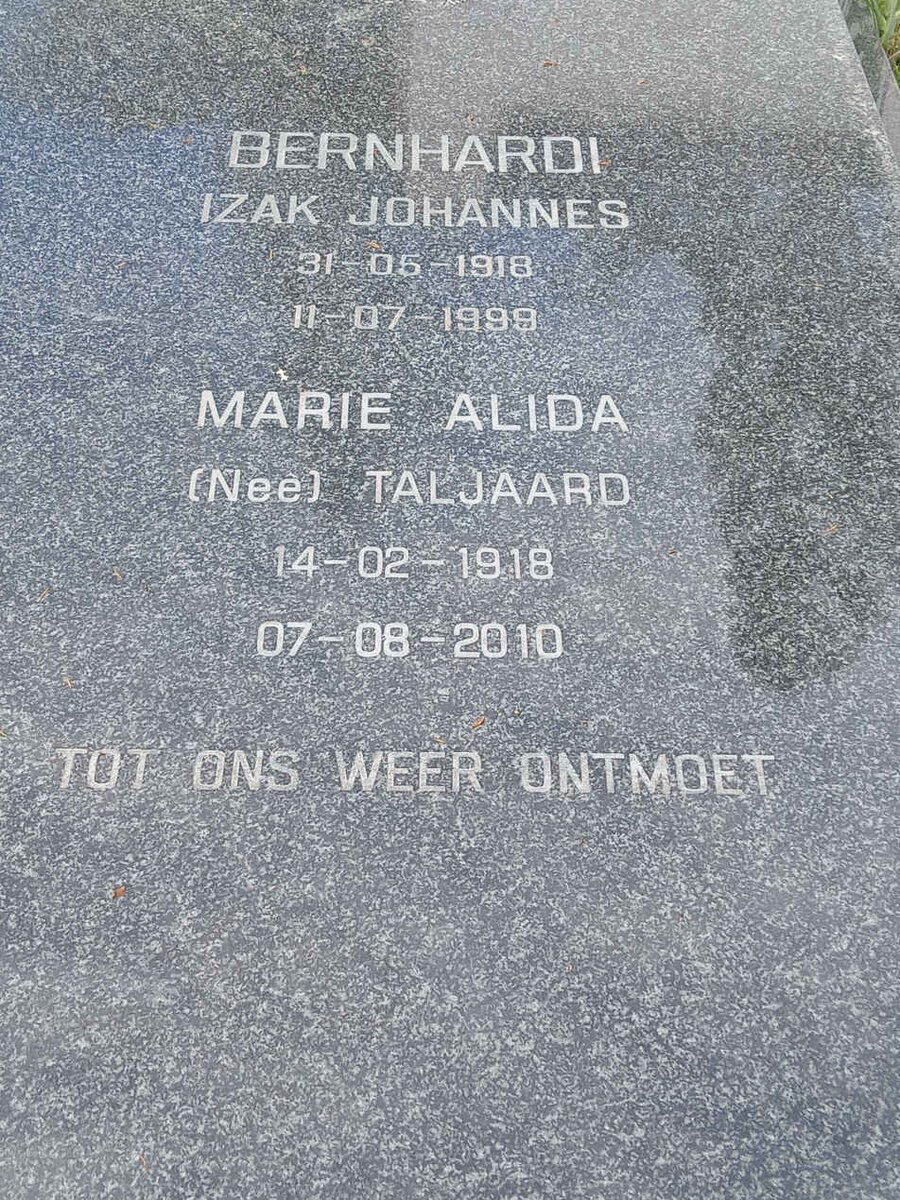 BERNHARDI
IZAK JOHANNES
31-05-1918
11-07-1999
MARIE ALIDA
(Nee) TALJAARD
14-02-1918
07-08-2010
TOT ONS WEER ONTMOET